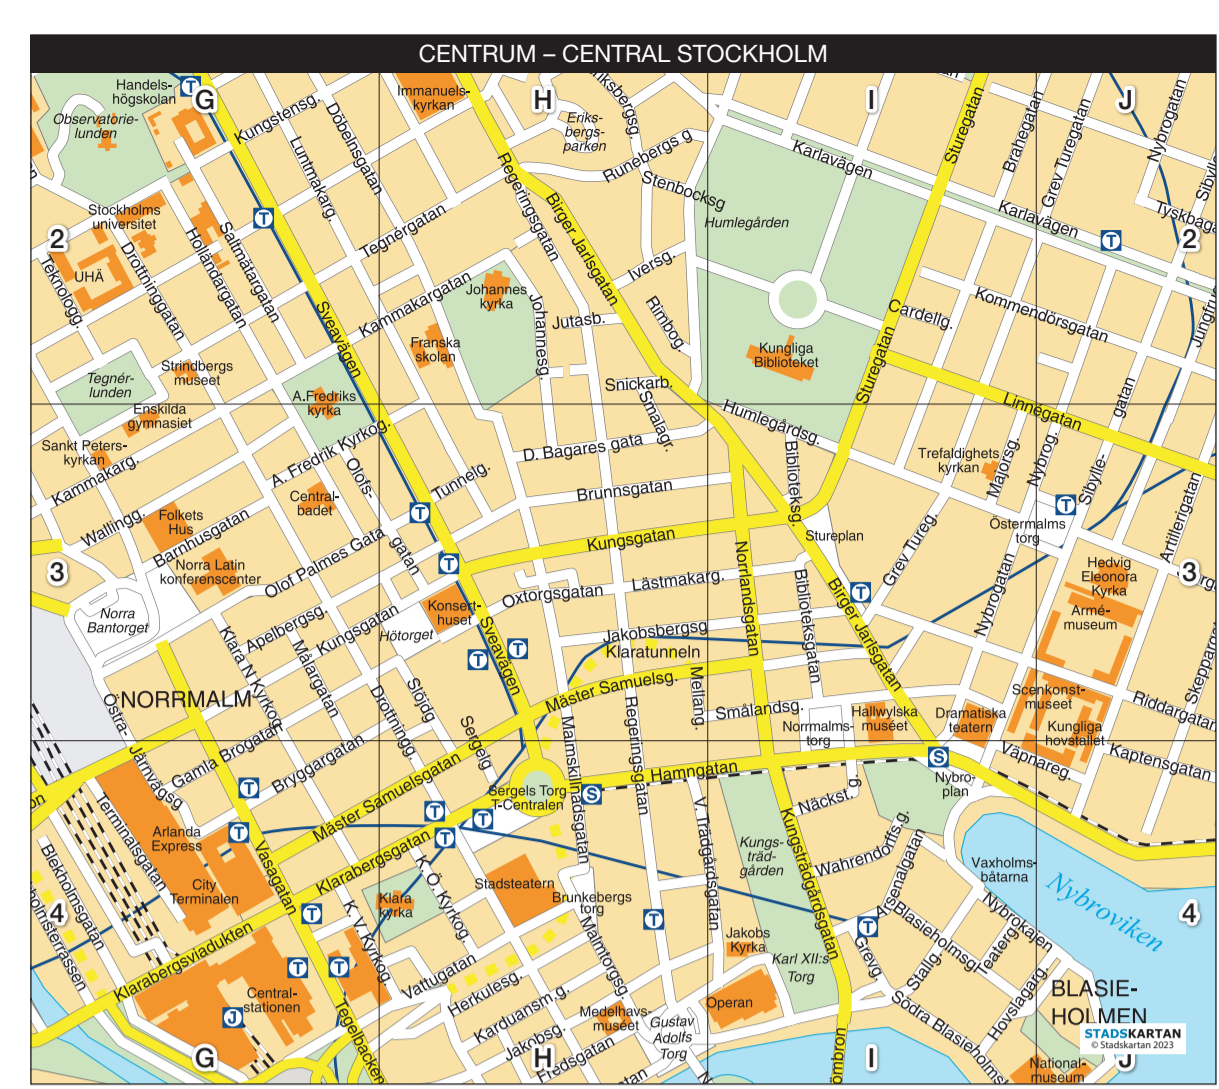 CENTRUM – CENTRAL STOCKHOLM
G
H
I
J
Handels-
högskolan
T
Observatorie-
lunden
Kungstensg.
Döbelnsgatan
Luntmakarg.
Immanuels-
kyrkan
Eriks-
bergs-
parken
Runebergs g
Stenbocksg
Humlegården
Karlavägen
Sturegatan
Brahegatan
Grev Turegatan
Nybrogatan
Karlavägen
T
2
2
Stockholms
universitet
UHÄ
Teknologg.
Drottninggatan
Holländargatan
Saltmätargatan
T
Tegnérgatan
Regeringsgatan
Birger Jarlsgatan
Iversg.
Rimbog.
Kammakargatan
Johannes
kyrka
Johannesg.
Jutasb.
Franska
skolan
Sveavägen
Strindbergs
museet
Tegnér-
lunden
Enskilda
gymnasiet
A.Fredriks
kyrka
Snickarb.
Smalagr.
Kungliga
Biblioteket
Cardellg.
Kommendörsgatan
Sturegatan
Linnégatan
Humlegårdsg.
Sankt Peters-
kyrkan
Kammakarg.
A. Fredrik Kyrkog.
Olofs-
gatan
Tunnelg.
D. Bagares gata
Brunnsgatan
Biblioteksg.
Trefaldighets
kyrkan
Majorsg.
Nybrog.
Sibylle-
gatan
T
Östermalms
torg
Artillerigatan
Central-
badet
Folkets
Hus
Wallingg.
Barnhusgatan
Norra Latin
konferenscenter
Olof Palmes Gata
T
T
Kungsgatan
Stureplan
Grev Tureg.
3
3
Norra
Bantorget
Apelbergsg.
Kungsgatan
Hötorget
Konsert-
huset
Oxtorgsgatan
Lästmakarg.
Norrlandsgatan
Biblioteksgatan
Birger Jarlsgatan
T
Nybrogatan
Hedvig
Eleonora
Kyrka
Armé-
museum
Jakobsbergsg
Klaratunneln
T
T
Sveavägen
Klara N Kyrkog.
Målargatan
Drottningg.
Slöjdg
Sergelg
NORRMALM
Mäster Samuelsg.
Mellang.
Smålandsg.
Norrmalms-
torg
Hallwylska
muséet
Dramatiska
teatern
Scenkonst-
museet
Kungliga
hovstallet
Riddargatan
Kaptensgatan
Väpnareg.
Östra
Järnvägsg
Gamla Brogatan
Bryggargatan
Mäster Samuelsgatan
Malmskillnadsgatan
Regeringsgatan
Hamngatan
S
S
Nybro-
plan
Sergels Torg
T-Centralen
T
T
T
T
T
Terminalsgatan
Arlanda
Express
Vasagatan
Klarabergsgatan
V. Trädgårdsgatan
Kungs-
träd-
gården
Kungsträdgårdsgatan
Näckst. g
Wahrendorffsg.
Arsenalgatan
Vaxholms-
båtarna
Nybroviken
4
4
Blekholmsgatan
City
Terminalen
Klara
kyrka
K. Ö. Kyrkog.
K. V. Kyrkog.
Stadsteatern
Brunkebergs
torg
Malmtorgsg.
T
Jakobs
Kyrka
Karl XII:s
Torg
T
Grevg.
Blasieholmsg
Stallg.
Teaterg.
Nybrokajen
Hovslagarg.
Klarabergsviadukten
T
T
T
Central-
stationen
J
Tegelbacken
Vattugatan
Herkulesg.
Karduansm.g.
Jakobsg.
Fredsgatan
Medelhavs-
muséet
Gustav
Adolfs
Torg
Operan
Södra Blasieholmsh
BLASIE-
HOLMEN
STADSKARTAN
© Stadskartan 2023
National-
museum
G
H
I
J